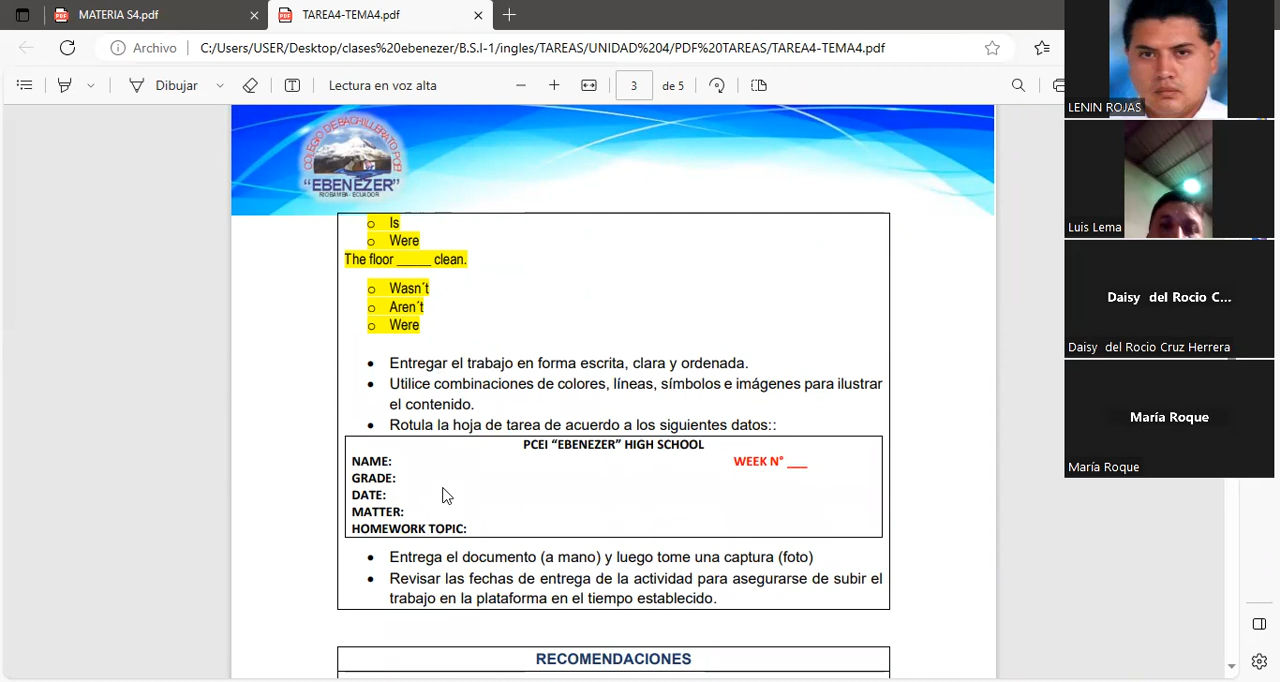 MATERIA S4.pdf
TAREA4-TEMA4.pdf
Archivo
C:/Users/USER/Desktop/clases%20ebenezer/B.S.I-1/ingles/TAREAS/UNIDAD%204/PDF%20TAREAS/TAREA4-TEMA4.pdf
Dibujar
Lectura en voz alta
3 de 5
COLEGIO DE BACHILLERATO PCEI
"EBENEZER"
RIOBAMBA - ECUADOR
o Is
o Were
The floor _____ clean.
o Wasn´t
o Aren´t
o Were
• Entregar el trabajo en forma escrita, clara y ordenada.
• Utilice combinaciones de colores, líneas, símbolos e imágenes para ilustrar
el contenido.
• Rotula la hoja de tarea de acuerdo a los siguientes datos::
PCEI “EBENEZER” HIGH SCHOOL
NAME: WEEK N° ___
GRADE:
DATE:
MATTER:
HOMEWORK TOPIC:
• Entrega el documento (a mano) y luego tome una captura (foto)
• Revisar las fechas de entrega de la actividad para asegurarse de subir el
trabajo en la plataforma en el tiempo establecido.
RECOMENDACIONES
LENIN ROJAS
Luis Lema
Daisy del Rocio C...
Daisy del Rocio Cruz Herrera
María Roque
María Roque